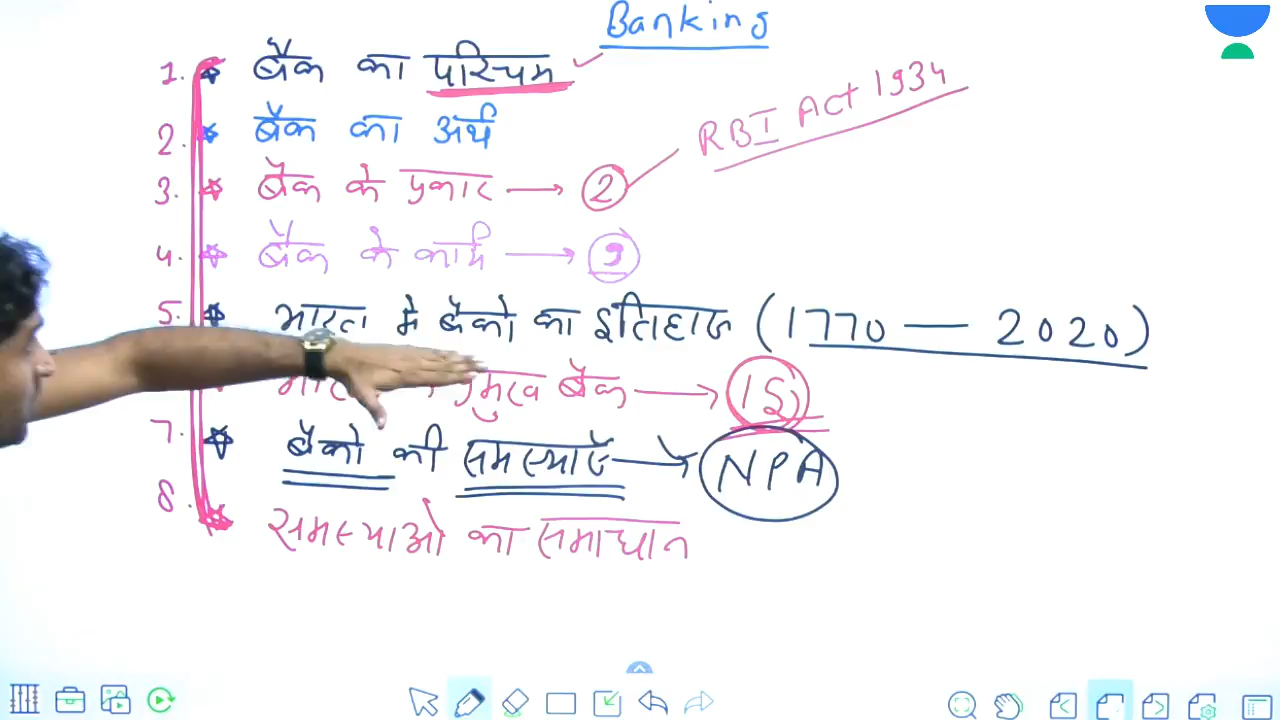 Banking
1. बैंक का परिचय
2. बैंक का अर्थ
RBI Act 1934
3. बैंक के प्रकार → 2
4. बैंक के कार्य → 9
5. भारत में बैंको का इतिहास (1770 — 2020)
प्रमुख बैंक → 15
7. बैंको की समस्याऐ → NPA
8. समस्याओ का समाधान